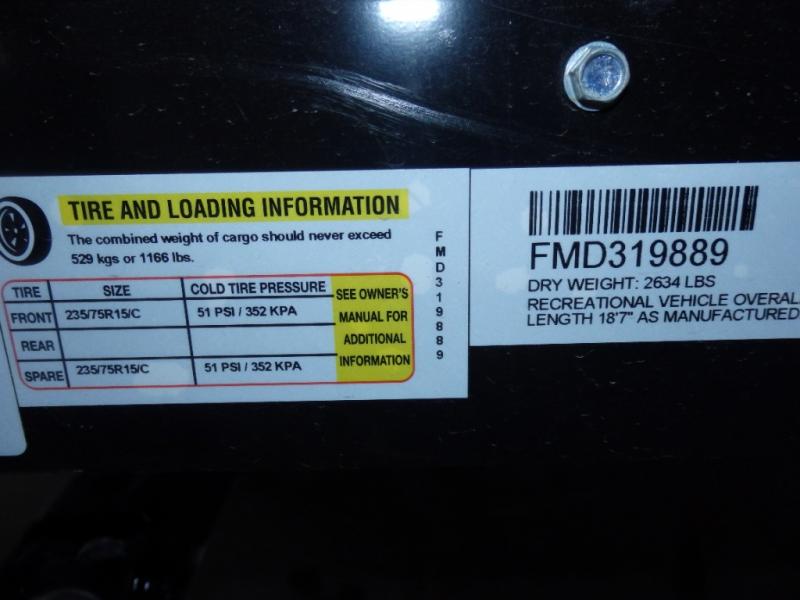 TIRE AND LOADING INFORMATION
The combined weight of cargo should never exceed
529 kgs or 1166 lbs.
TIRE SIZE COLD TIRE PRESSURE
FRONT 235/75R15/C 51 PSI / 352 KPA
REAR
SPARE 235/75R15/C 51 PSI / 352 KPA
SEE OWNER'S
MANUAL FOR
ADDITIONAL
INFORMATION
FMD319889
FMD319889
DRY WEIGHT: 2634 LBS
RECREATIONAL VEHICLE OVERAL
LENGTH 18'7" AS MANUFACTURED